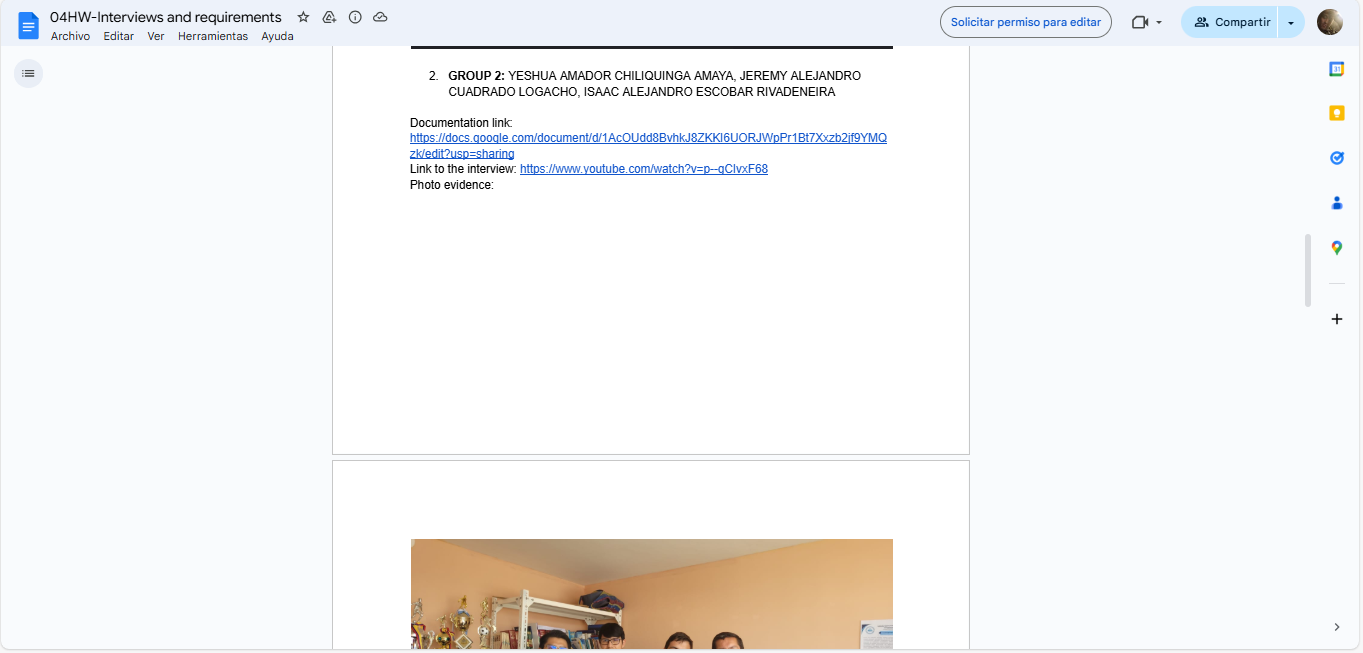 04HW-Interviews and requirements
Archivo Editar Ver Herramientas Ayuda
Solicitar permiso para editar
Compartir
2. GROUP 2: YESHUA AMADOR CHILIQUINGA AMAYA, JEREMY ALEJANDRO
CUADRADO LOGACHO, ISAAC ALEJANDRO ESCOBAR RIVADENEIRA
Documentation link:
https://docs.google.com/document/d/1AcOUdd8BvhkJ8ZKKl6UORJWpPr1Bt7Xxzb2jf9YMQ
zk/edit?usp=sharing
Link to the interview: https://www.youtube.com/watch?v=p--qClvxF68
Photo evidence:
31